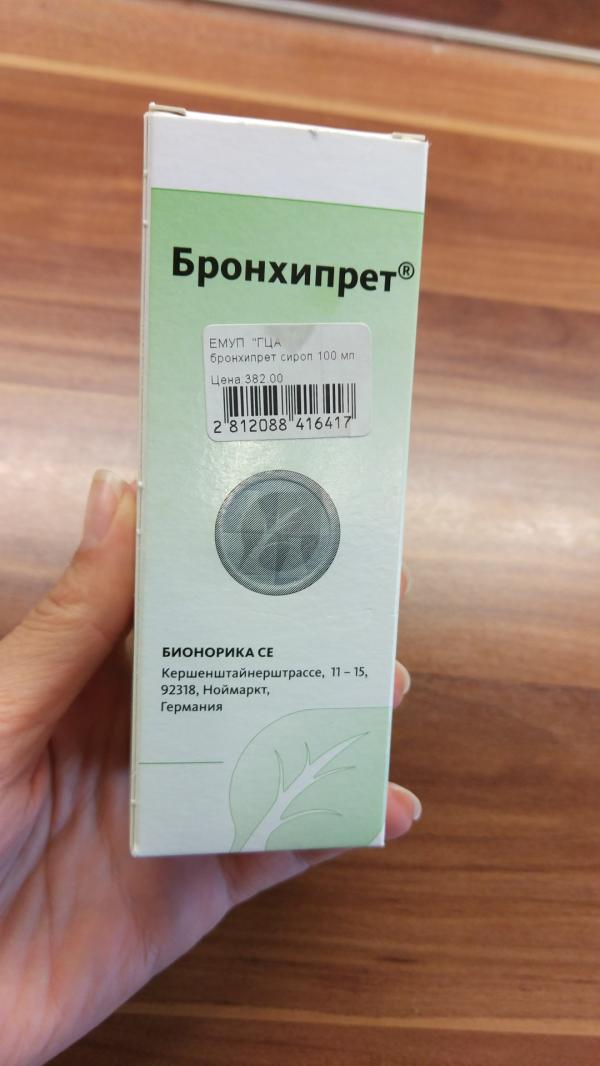 Бронхипрет®
ЕМУП "ГЦА
бронхипрет сироп 100 мл
Цена 382.00
2 812088 416417
БИОНОРИКА СЕ
Кершенштайнерштрассе, 11 – 15,
92318, Ноймаркт,
Германия